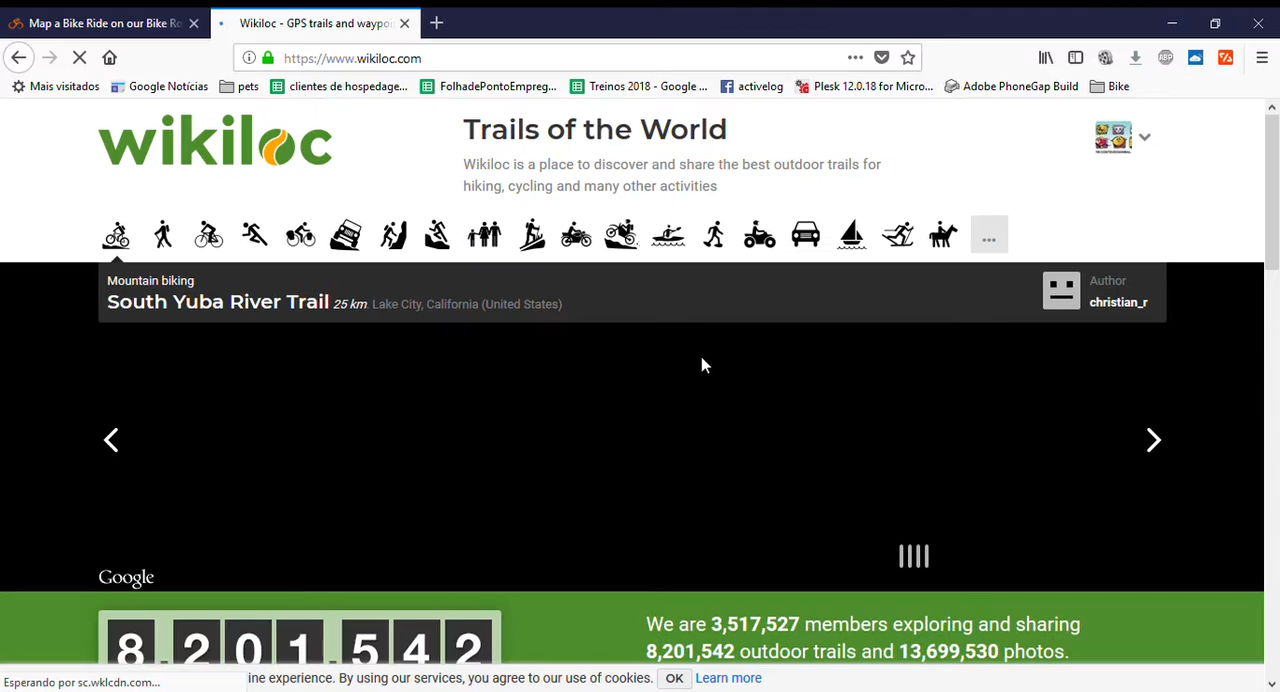 Map a Bike Ride on our Bike Ro
Wikiloc - GPS trails and waypo
https://www.wikiloc.com
Mais visitados
Google Notícias
pets
clientes de hospedage...
FolhadePontoEmpreg...
Treinos 2018 - Google ...
activelog
Plesk 12.0.18 for Micro...
Adobe PhoneGap Build
Bike
ABP
wikiloc
Trails of the World
Wikiloc is a place to discover and share the best outdoor trails for
hiking, cycling and many other activities
...
Mountain biking
South Yuba River Trail 25 km. Lake City, California (United States)
Author
christian_r
Google
8.201.542
We are 3,517,527 members exploring and sharing
8,201,542 outdoor trails and 13,699,530 photos.
Esperando por sc.wklcdn.com...
ine experience. By using our services, you agree to our use of cookies.
OK
Learn more